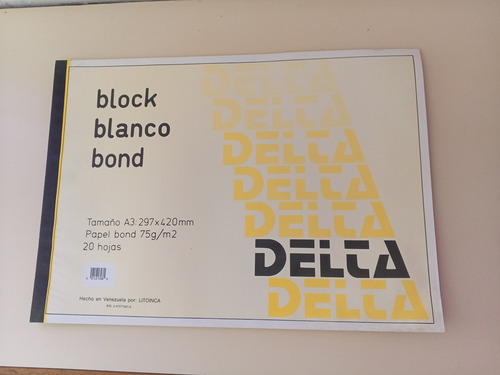 block
blanco
bond
Tamaño A3: 297x420mm
Papel bond 75g/m2
20 hojas
Hecho en Venezuela por: LITOINCA
DELTA
DELTA
DELTA
DELTA
DELTA
DELTA
DELTA